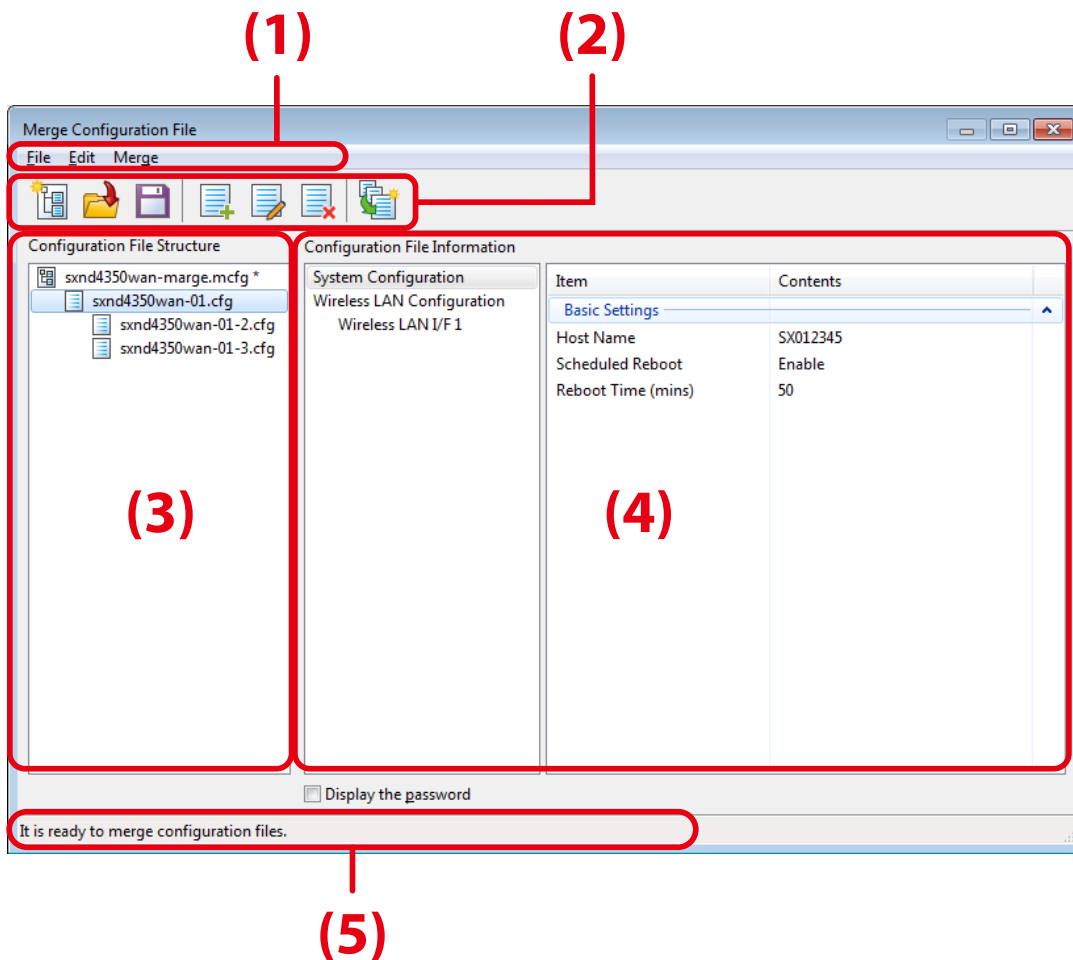 (1)
(2)
Merge Configuration File
File Edit Merge
Configuration File Structure
sxnd4350wan-marge.mcfg *
sxnd4350wan-01.cfg
sxnd4350wan-01-2.cfg
sxnd4350wan-01-3.cfg
(3)
Configuration File Information
System Configuration
Wireless LAN Configuration
Wireless LAN I/F 1
Item Contents
Basic Settings
Host Name SX012345
Scheduled Reboot Enable
Reboot Time (mins) 50
(4)
Display the password
It is ready to merge configuration files.
(5)